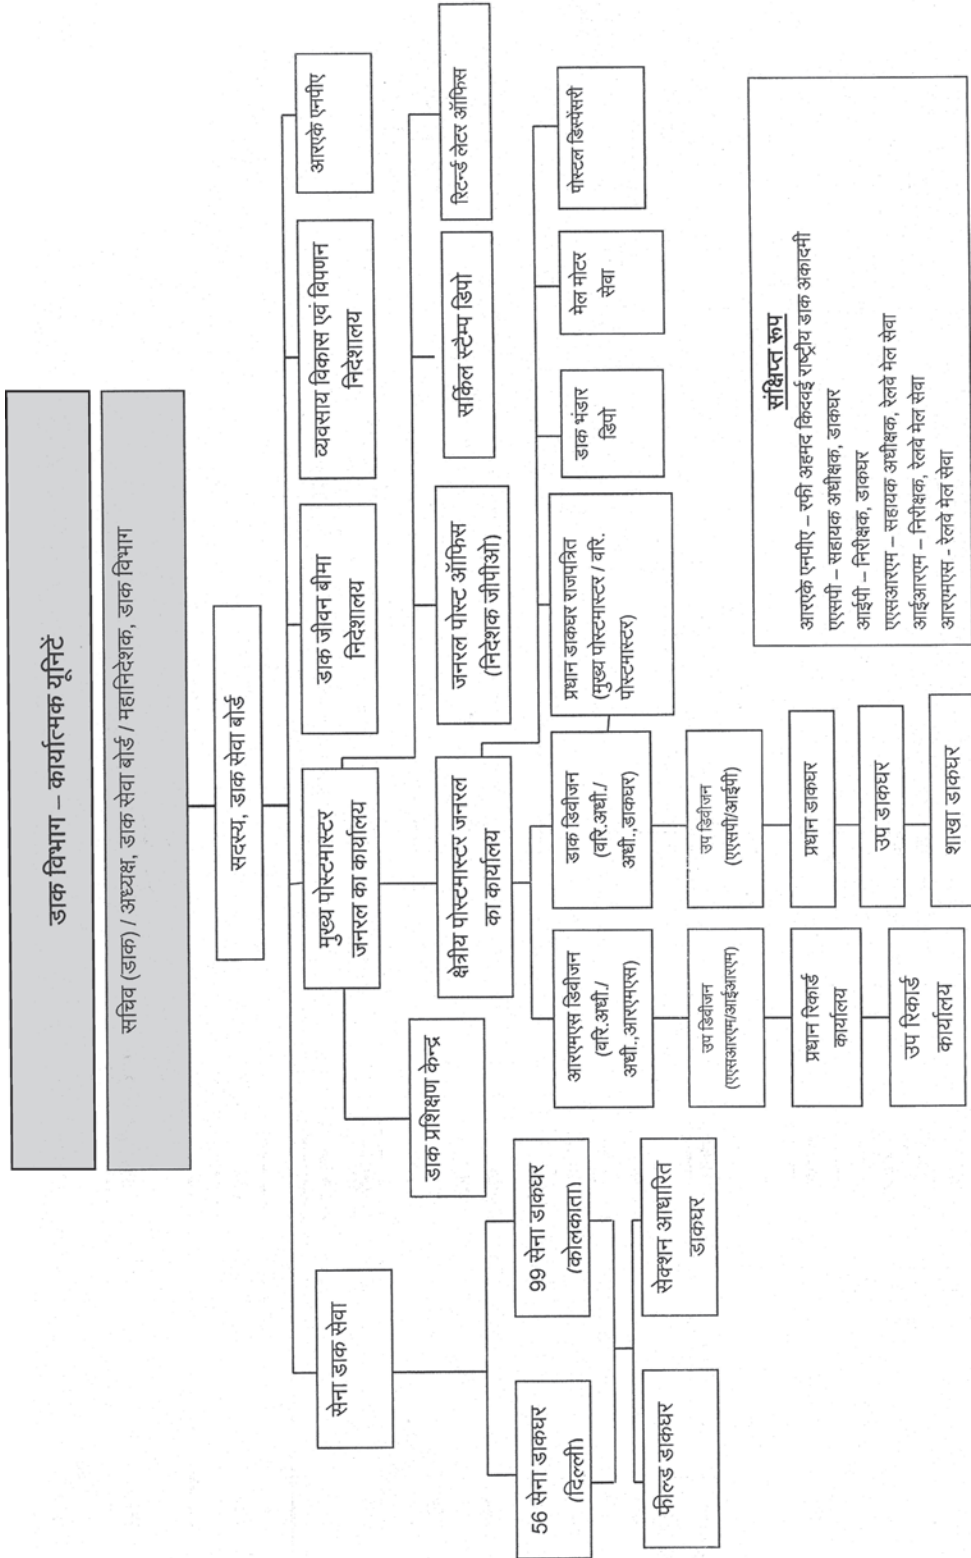 डाक विभाग – कार्यात्मक यूनिटें
सचिव (डाक) / अध्यक्ष, डाक सेवा बोर्ड / महानिदेशक, डाक विभाग
सदस्य, डाक सेवा बोर्ड
सेना डाक सेवा
मुख्य पोस्टमास्टर
जनरल का कार्यालय
डाक जीवन बीमा
निदेशालय
व्यवसाय विकास एवं विपणन
निदेशालय
आरएके एनपीए
डाक प्रशिक्षण केन्द्र
क्षेत्रीय पोस्टमास्टर जनरल
का कार्यालय
जनरल पोस्ट ऑफिस
(निदेशक जीपीओ)
सर्किल स्टैम्प डिपो
रिटर्न्ड लेटर ऑफिस
56 सेना डाकघर
(दिल्ली)
99 सेना डाकघर
(कोलकाता)
आरएमएस डिवीजन
(वरि.अधी./
अधी.,आरएमएस)
डाक डिवीजन
(वरि.अधी./
अधी.,डाकघर)
प्रधान डाकघर राजपत्रित
(मुख्य पोस्टमास्टर / वरि.
पोस्टमास्टर
डाक भंडार
डिपो
मेल मोटर
सेवा
पोस्टल डिस्पेंसरी
फील्ड डाकघर
सेक्शन आधारित
डाकघर
उप डिवीजन
(एएसआरएम/आईआरएम)
उप डिवीजन
(एएसपी/आईपी)
प्रधान रिकार्ड
कार्यालय
प्रधान डाकघर
उप रिकार्ड
कार्यालय
उप डाकघर
शाखा डाकघर
संक्षिप्त रूप
आरएके एनपीए – रफी अहमद किदवई राष्ट्रीय डाक अकादमी
एएसपी – सहायक अधीक्षक, डाकघर
आईपी – निरीक्षक, डाकघर
एएसआरएम – सहायक अधीक्षक, रेलवे मेल सेवा
आईआरएम – निरीक्षक, रेलवे मेल सेवा
आरएमएस - रेलवे मेल सेवा